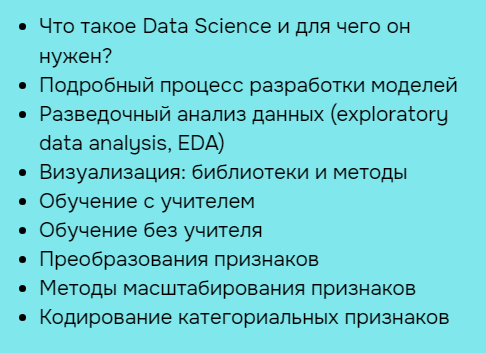 • Что такое Data Science и для чего он
нужен?
• Подробный процесс разработки моделей
• Разведочный анализ данных (exploratory
data analysis, EDA)
• Визуализация: библиотеки и методы
• Обучение с учителем
• Обучение без учителя
• Преобразования признаков
• Методы масштабирования признаков
• Кодирование категориальных признаков